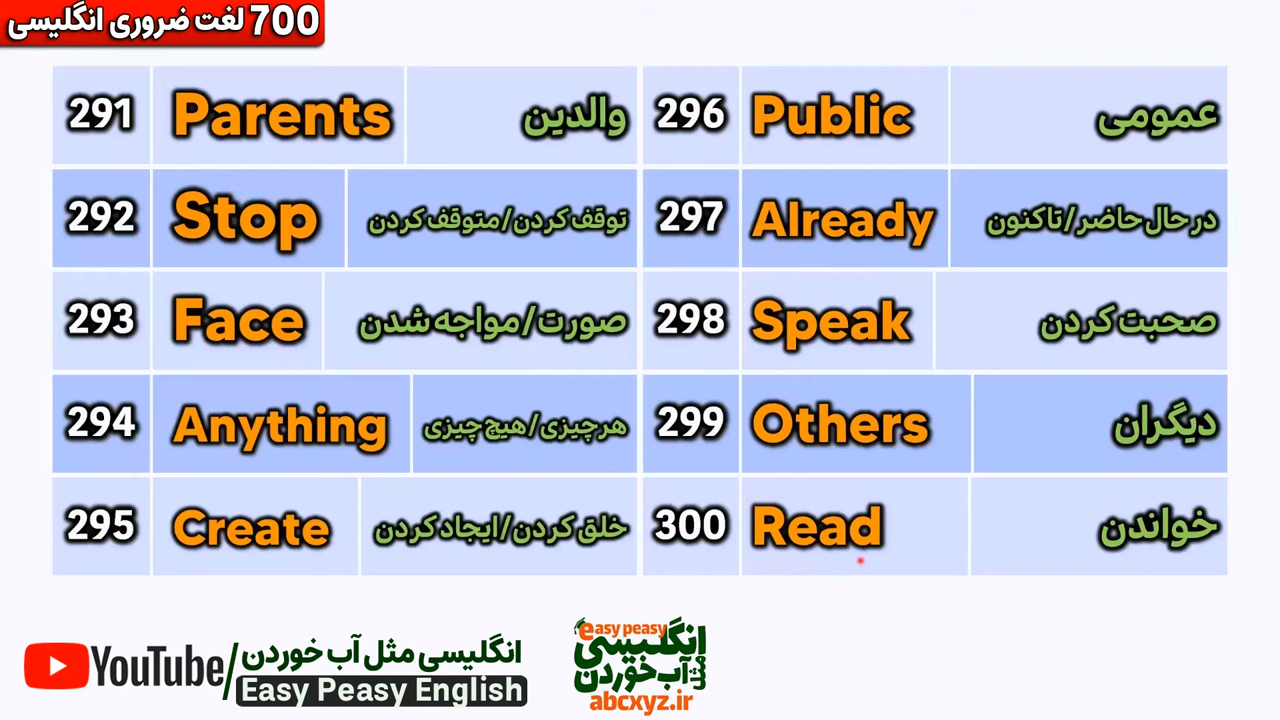 700 لغت ضروری انگلیسی
291 Parents والدین
292 Stop توقف کردن/متوقف کردن
293 Face صورت/مواجه شدن
294 Anything هرچیزی/هیچ چیزی
295 Create خلق کردن/ایجاد کردن
296 Public عمومی
297 Already در حال حاضر/تاکنون
298 Speak صحبت کردن
299 Others دیگران
300 Read خواندن
YouTube/انگلیسی مثل آب خوردن
Easy Peasy English
easy peasy
انگلیسی
مثل آب خوردن
abcxyz.ir